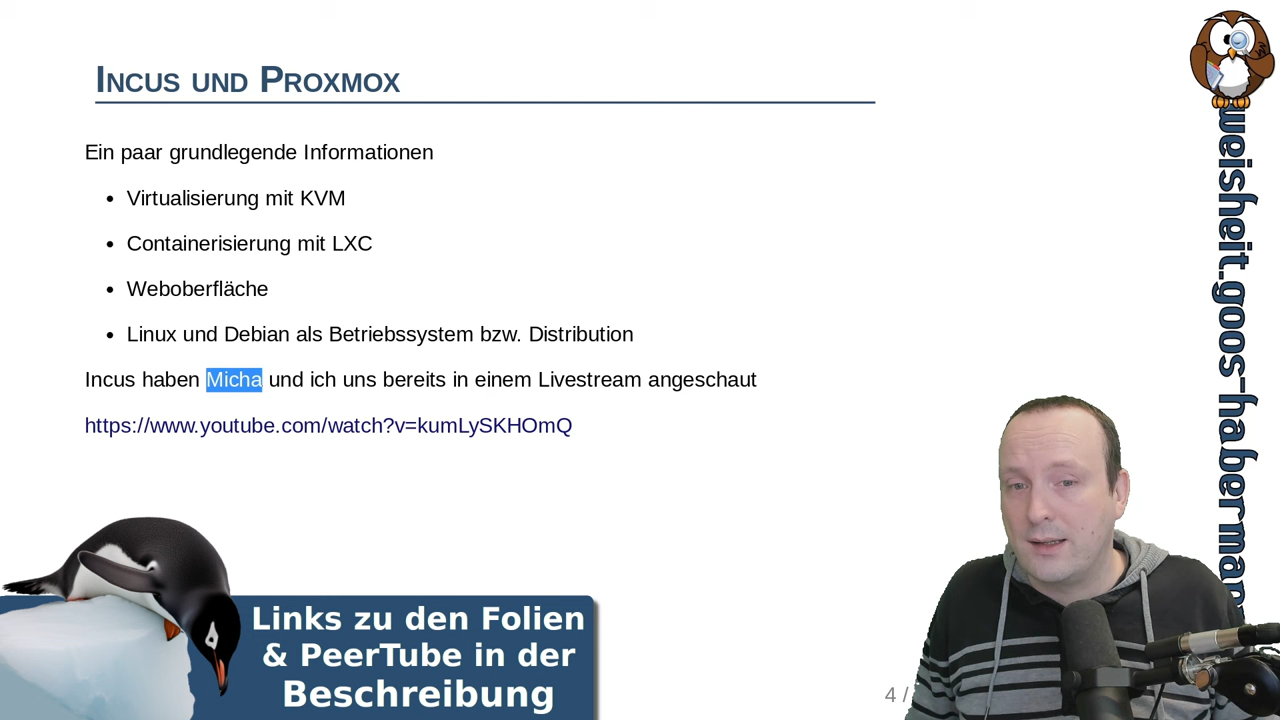 Incus und Proxmox
Ein paar grundlegende Informationen
• Virtualisierung mit KVM
• Containerisierung mit LXC
• Weboberfläche
• Linux und Debian als Betriebssystem bzw. Distribution
Incus haben Micha und ich uns bereits in einem Livestream angeschaut
https://www.youtube.com/watch?v=kumLySKHOmQ
Links zu den Folien
& PeerTube in der
Beschreibung
4 /
weisheit.goos-haberman